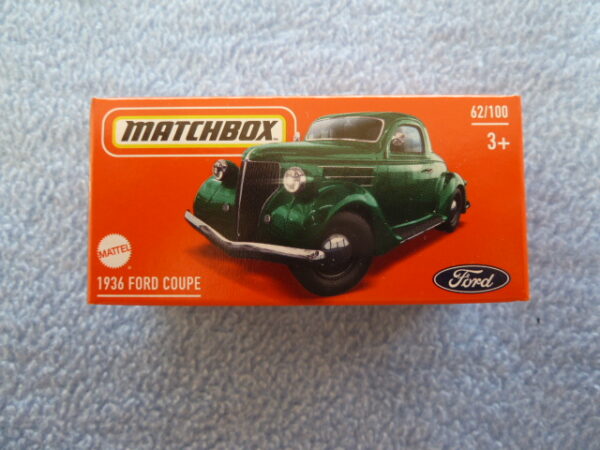 MATCHBOX
62/100
3+
MATTEL
1936 FORD COUPE
Ford